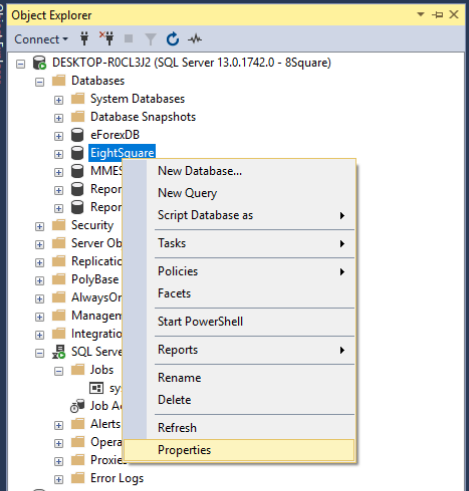 Object Explorer
Connect
DESKTOP-R0CL3J2 (SQL Server 13.0.1742.0 - 8Square)
Databases
System Databases
Database Snapshots
eForexDB
EightSquare
MMES
Repor
Repor
Security
Server Ob
Replicatio
PolyBase
AlwaysOr
Managem
Integratio
SQL Serve
Jobs
sy
Job A
Alerts
Opera
Proxie
Error Logs
New Database...
New Query
Script Database as
Tasks
Policies
Facets
Start PowerShell
Reports
Rename
Delete
Refresh
Properties